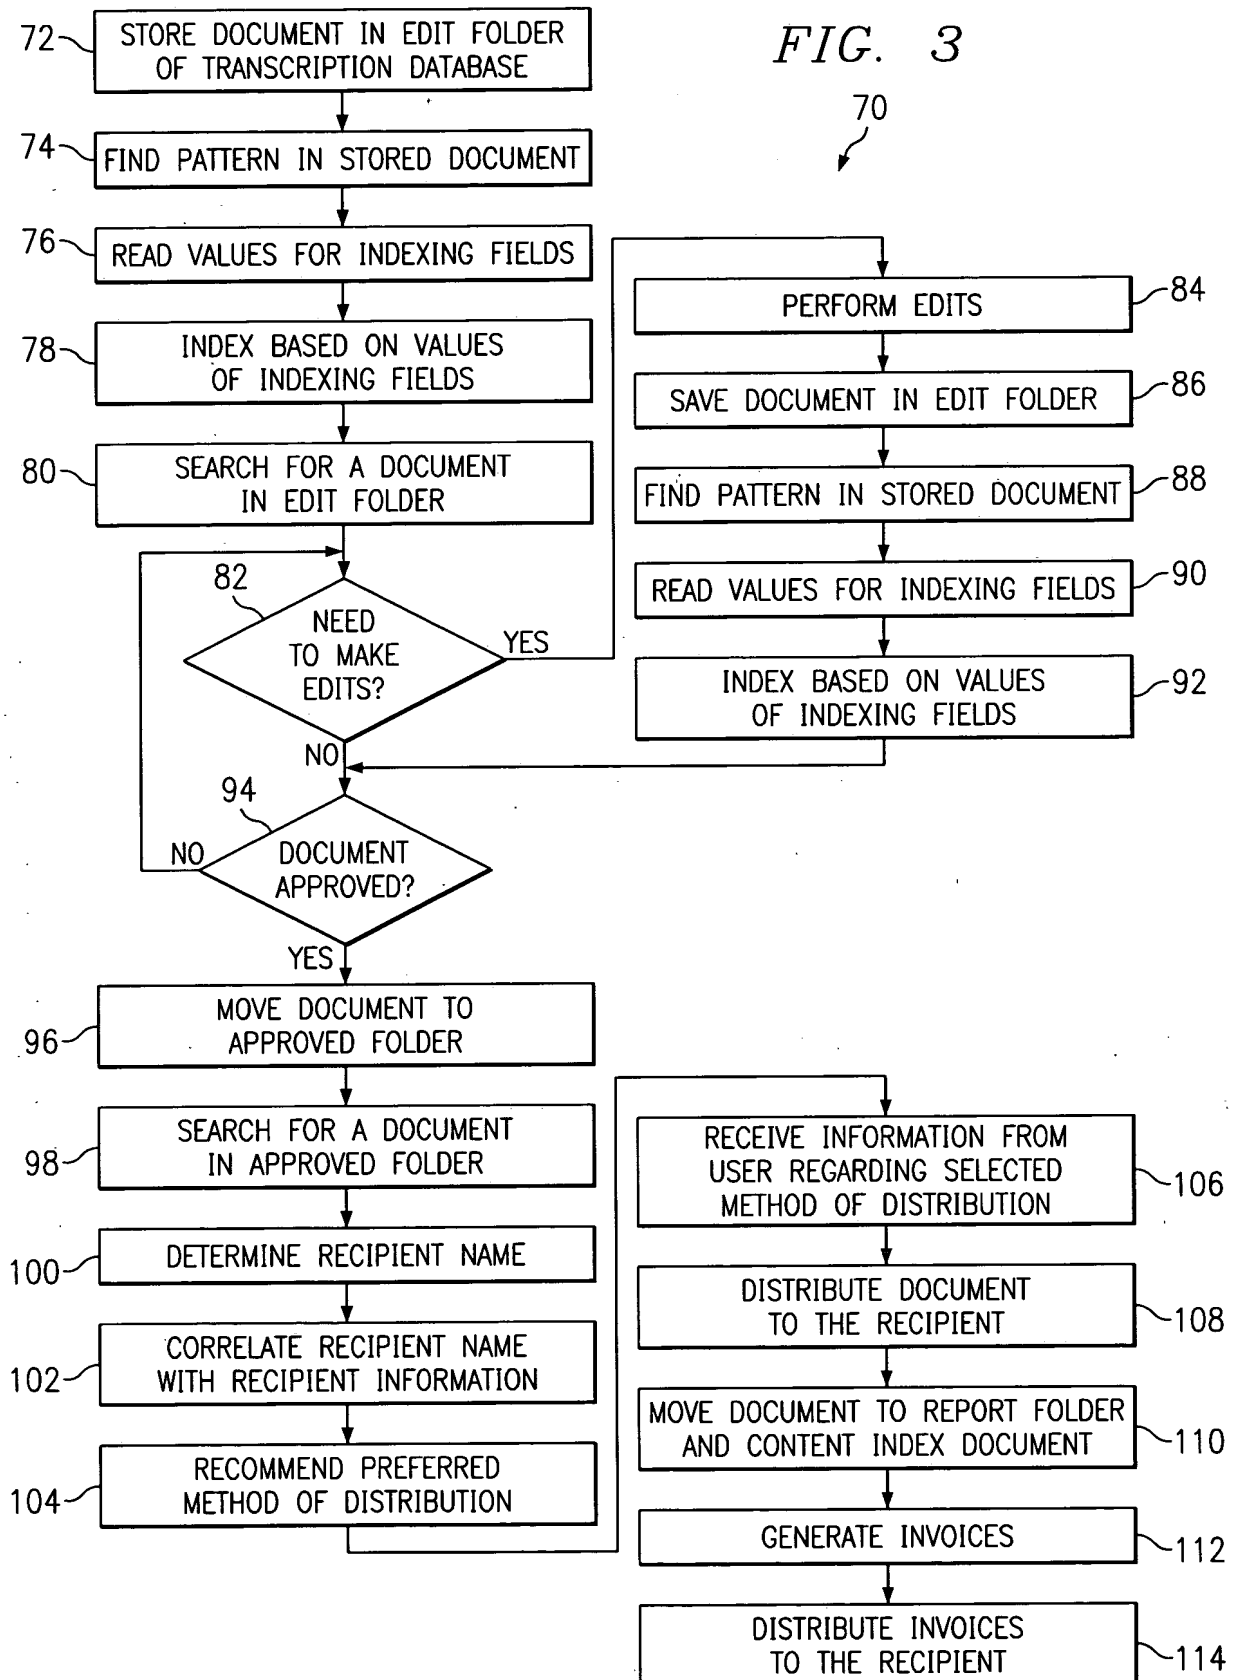 FIG. 3
70
72
STORE DOCUMENT IN EDIT FOLDER
OF TRANSCRIPTION DATABASE
74
FIND PATTERN IN STORED DOCUMENT
76
READ VALUES FOR INDEXING FIELDS
78
INDEX BASED ON VALUES
OF INDEXING FIELDS
80
SEARCH FOR A DOCUMENT
IN EDIT FOLDER
82
NEED
TO MAKE
EDITS?
YES
NO
84
PERFORM EDITS
86
SAVE DOCUMENT IN EDIT FOLDER
88
FIND PATTERN IN STORED DOCUMENT
90
READ VALUES FOR INDEXING FIELDS
92
INDEX BASED ON VALUES
OF INDEXING FIELDS
94
DOCUMENT
APPROVED?
NO
YES
96
MOVE DOCUMENT TO
APPROVED FOLDER
98
SEARCH FOR A DOCUMENT
IN APPROVED FOLDER
100
DETERMINE RECIPIENT NAME
102
CORRELATE RECIPIENT NAME
WITH RECIPIENT INFORMATION
104
RECOMMEND PREFERRED
METHOD OF DISTRIBUTION
106
RECEIVE INFORMATION FROM
USER REGARDING SELECTED
METHOD OF DISTRIBUTION
108
DISTRIBUTE DOCUMENT
TO THE RECIPIENT
110
MOVE DOCUMENT TO REPORT FOLDER
AND CONTENT INDEX DOCUMENT
112
GENERATE INVOICES
114
DISTRIBUTE INVOICES
TO THE RECIPIENT